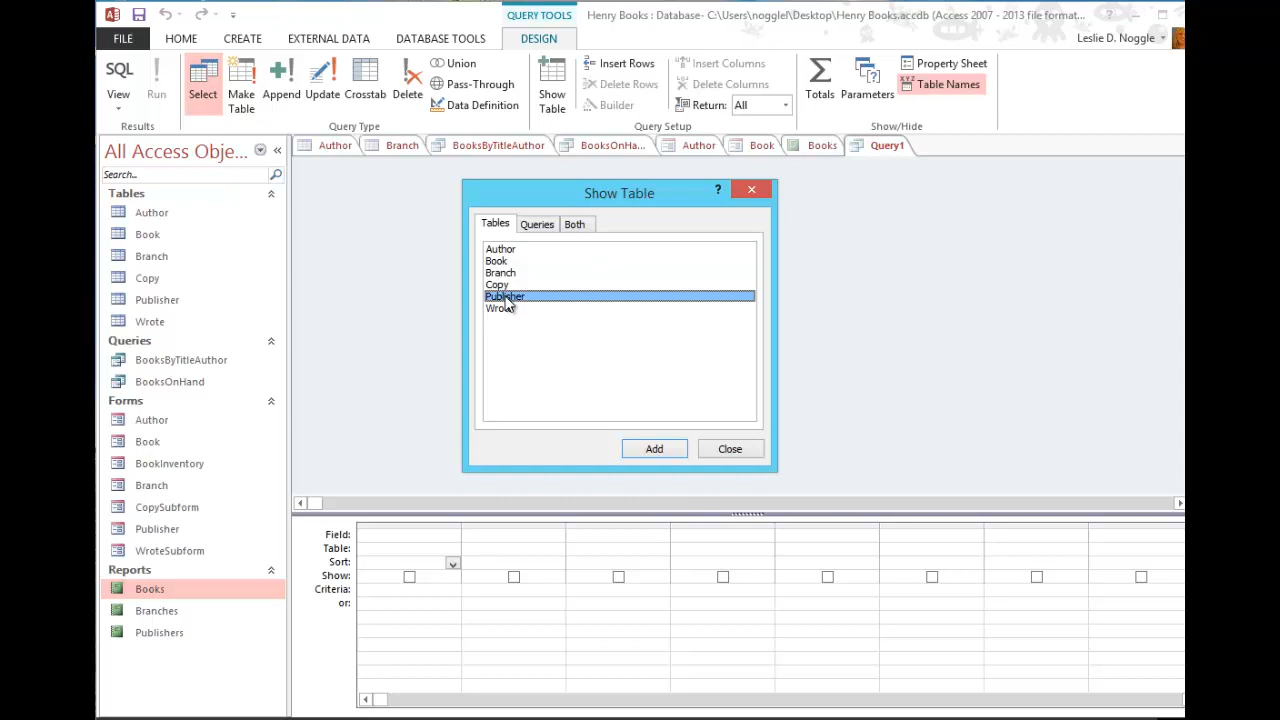 QUERY TOOLS
Henry Books : Database- C:\Users\nogglel\Desktop\Henry Books.accdb (Access 2007 - 2013 file format...
?
FILE
HOME
CREATE
EXTERNAL DATA
DATABASE TOOLS
DESIGN
Leslie D. Noggle
SQL
View
Run
Results
Select
Make
Table
Append
Update
Crosstab
Delete
Union
Pass-Through
Data Definition
Query Type
Show
Table
Insert Rows
Delete Rows
Builder
Insert Columns
Delete Columns
Return: All
Query Setup
Totals
Parameters
Property Sheet
XYZ Table Names
Show/Hide
All Access Obje...
Search...
Tables
Author
Book
Branch
Copy
Publisher
Wrote
Queries
BooksByTitleAuthor
BooksOnHand
Forms
Author
Book
BookInventory
Branch
CopySubform
Publisher
WroteSubform
Reports
Books
Branches
Publishers
Author
Branch
BooksByTitleAuthor
BooksOnHa...
Author
Book
Books
Query1
Show Table
?
Tables
Queries
Both
Author
Book
Branch
Copy
Publisher
Wrote
Add
Close
Field:
Table:
Sort:
Show:
Criteria:
or: